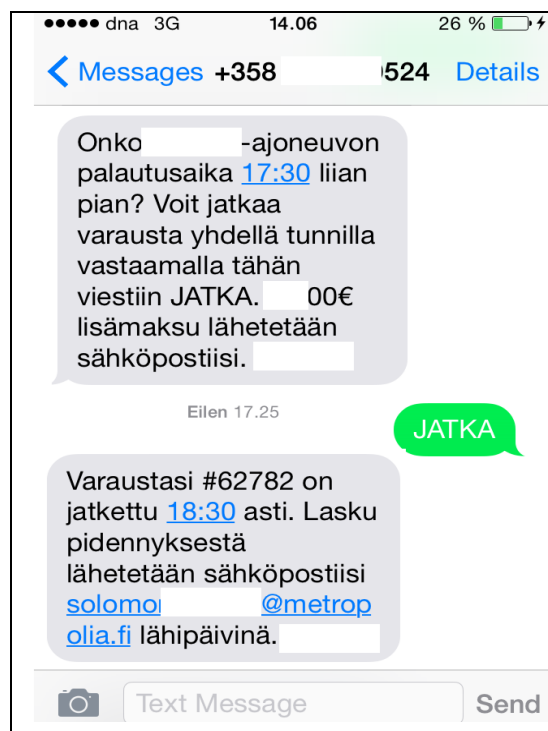 dna 3G 14.06 26 %
Messages +358 524 Details
Onko -ajoneuvon
palautusaika 17:30 liian
pian? Voit jatkaa
varausta yhdellä tunnilla
vastaamalla tähän
viestiin JATKA. 00€
lisämaksu lähetetään
sähköpostiisi.
Eilen 17.25
JATKA
Varaustasi #62782 on
jatkettu 18:30 asti. Lasku
pidennyksestä
lähetetään sähköpostiisi
@metrop
olia.fi lähipäivinä.
Text Message Send